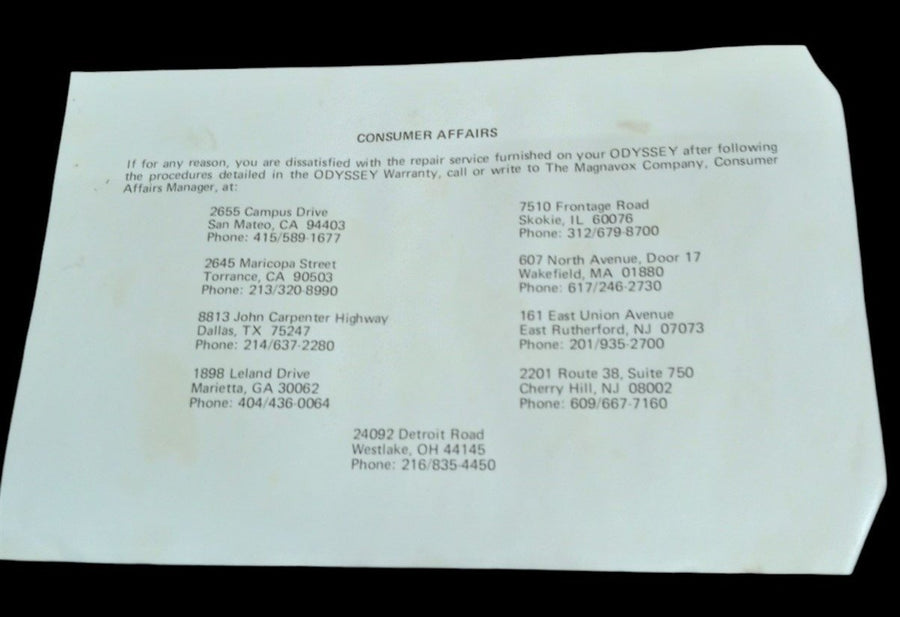 CONSUMER AFFAIRS
If for any reason, you are dissatisfied with the repair service furnished on your ODYSSEY after following
the procedures detailed in the ODYSSEY Warranty, call or write to The Magnavox Company, Consumer
Affairs Manager, at:
2655 Campus Drive
San Mateo, CA 94403
Phone: 415/589-1677
2645 Maricopa Street
Torrance, CA 90503
Phone: 213/320-8990
8813 John Carpenter Highway
Dallas, TX 75247
Phone: 214/637-2280
1898 Leland Drive
Marietta, GA 30062
Phone: 404/436-0064
7510 Frontage Road
Skokie, IL 60076
Phone: 312/679-8700
607 North Avenue, Door 17
Wakefield, MA 01880
Phone: 617/246-2730
161 East Union Avenue
East Rutherford, NJ 07073
Phone: 201/935-2700
2201 Route 38, Suite 750
Cherry Hill, NJ 08002
Phone: 609/667-7160
24092 Detroit Road
Westlake, OH 44145
Phone: 216/835-4450